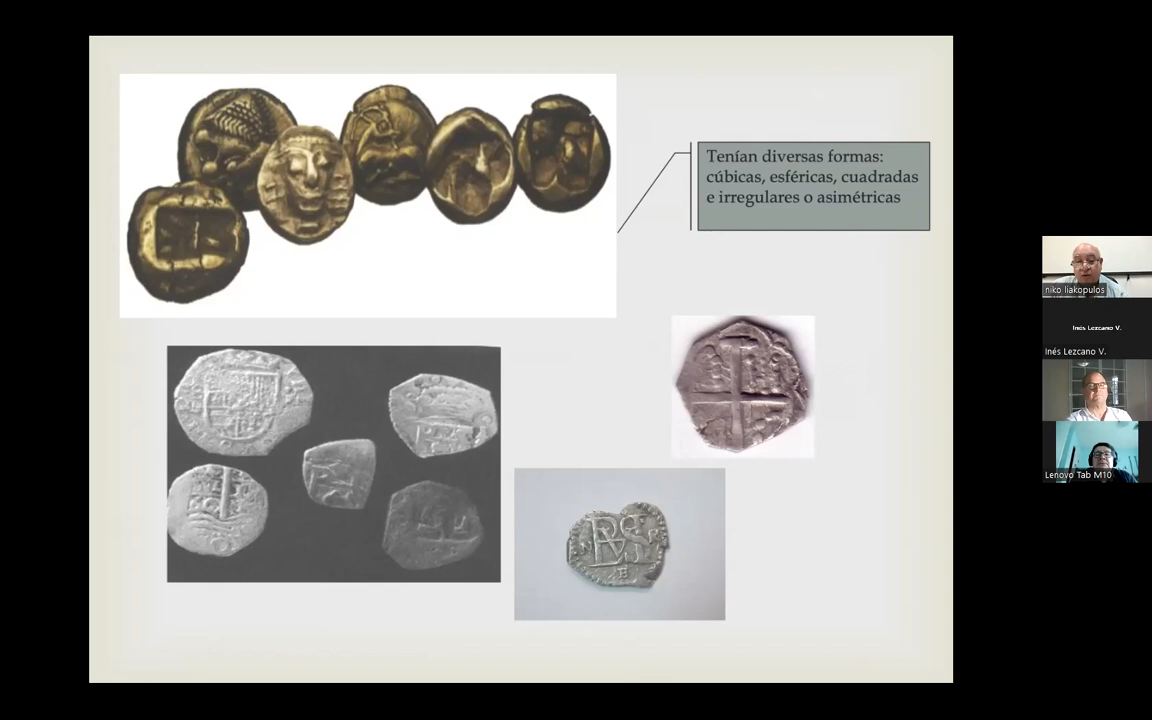 Tenían diversas formas:
cúbicas, esféricas, cuadradas
e irregulares o asimétricas
niko liakopulos
Inés Lezcano V.
Inés Lezcano V.
Lenovo Tab M10